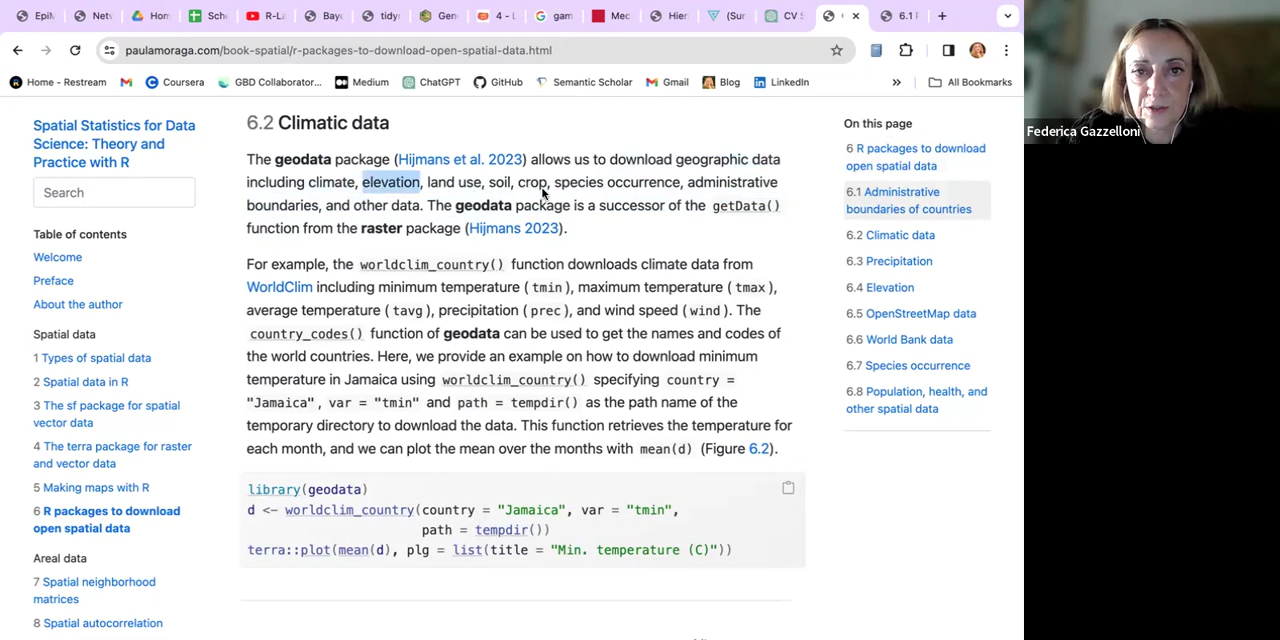 EpiM
Netv
Hom
Sche
R-La
Baye
tidy
Gen
4 - L
gam
Mec
Hier
(Sur
CV S
6.1 F
paulamoraga.com/book-spatial/r-packages-to-download-open-spatial-data.html
Home - Restream
Coursera
GBD Collaborator...
Medium
ChatGPT
GitHub
Semantic Scholar
Gmail
Blog
LinkedIn
»
All Bookmarks
Federica Gazzelloni
Spatial Statistics for Data
Science: Theory and
Practice with R
Search
Table of contents
Welcome
Preface
About the author
Spatial data
1 Types of spatial data
2 Spatial data in R
3 The sf package for spatial
vector data
4 The terra package for raster
and vector data
5 Making maps with R
6 R packages to download
open spatial data
Areal data
7 Spatial neighborhood
matrices
8 Spatial autocorrelation
6.2 Climatic data
The geodata package (Hijmans et al. 2023) allows us to download geographic data
including climate, elevation, land use, soil, crop, species occurrence, administrative
boundaries, and other data. The geodata package is a successor of the getData()
function from the raster package (Hijmans 2023).
For example, the worldclim_country() function downloads climate data from
WorldClim including minimum temperature ( tmin ), maximum temperature ( tmax ),
average temperature ( tavg ), precipitation ( prec ), and wind speed ( wind ). The
country_codes() function of geodata can be used to get the names and codes of
the world countries. Here, we provide an example on how to download minimum
temperature in Jamaica using worldclim_country() specifying country =
"Jamaica" , var = "tmin" and path = tempdir() as the path name of the
temporary directory to download the data. This function retrieves the temperature for
each month, and we can plot the mean over the months with mean(d) (Figure 6.2).
library(geodata)
d <- worldclim_country(country = "Jamaica", var = "tmin",
path = tempdir())
terra::plot(mean(d), plg = list(title = "Min. temperature (C)"))
On this page
6 R packages to download
open spatial data
6.1 Administrative
boundaries of countries
6.2 Climatic data
6.3 Precipitation
6.4 Elevation
6.5 OpenStreetMap data
6.6 World Bank data
6.7 Species occurrence
6.8 Population, health, and
other spatial data